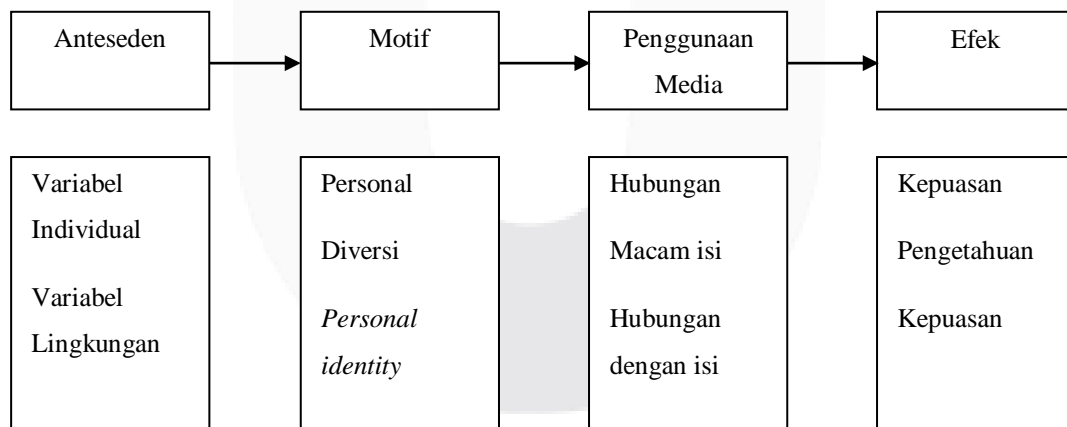 Anteseden
Motif
Penggunaan
Media
Efek
Variabel
Individual
Variabel
Lingkungan
Personal
Diversi
Personal
identity
Hubungan
Macam isi
Hubungan
dengan isi
Kepuasan
Pengetahuan
Kepuasan